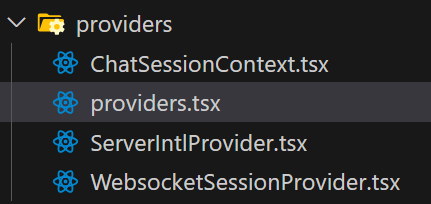 providers
ChatSessionContext.tsx
providers.tsx
ServerIntlProvider.tsx
WebsocketSessionProvider.tsx